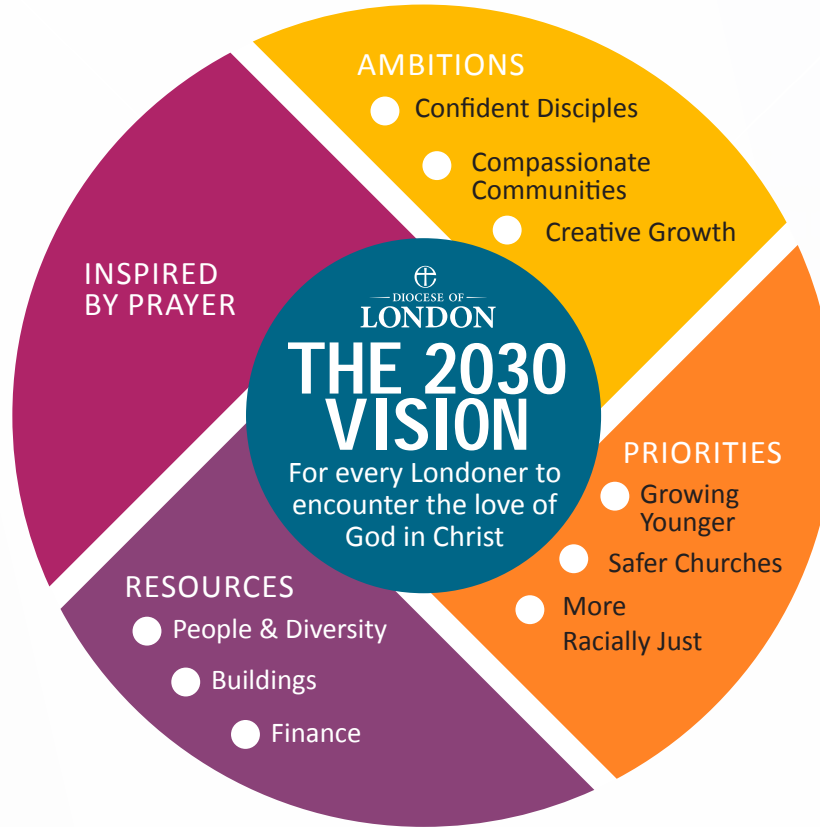 AMBITIONS
Confident Disciples
Compassionate
Communities
Creative Growth
INSPIRED
BY PRAYER
DIOCESE OF
LONDON
THE 2030
VISION
For every Londoner to
encounter the love of
God in Christ
PRIORITIES
Growing
Younger
Safer Churches
More
Racially Just
RESOURCES
People & Diversity
Buildings
Finance